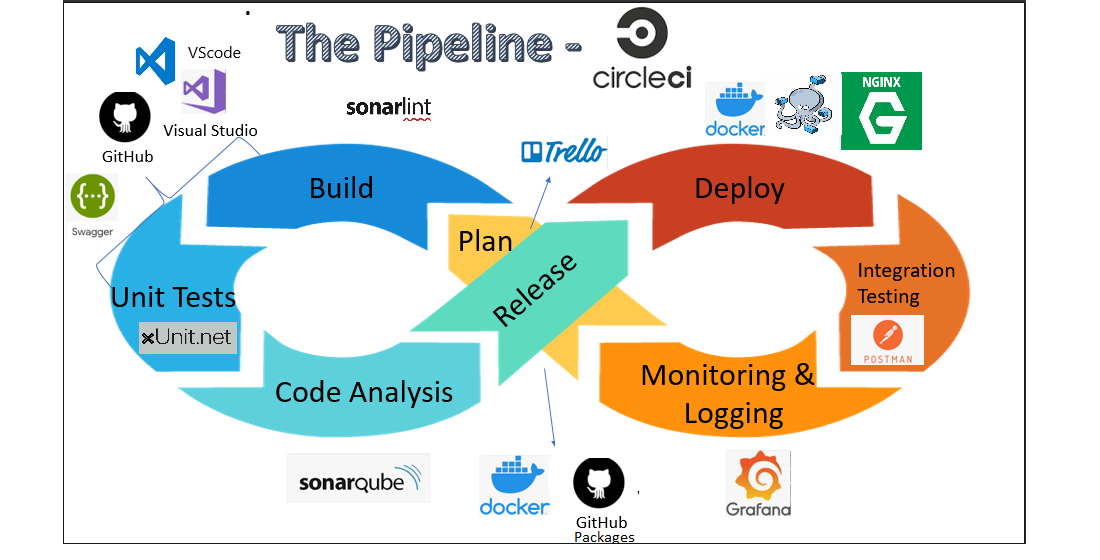 The Pipeline -
circleci
VScode
Visual Studio
GitHub
sonarlint
docker
NGINX
G
Trello
Swagger
{···}
Build
Deploy
Plan
Release
Unit Tests
xUnit.net
Integration
Testing
POSTMAN
Code Analysis
Monitoring &
Logging
sonarqube
docker
GitHub
Packages
,
Grafana